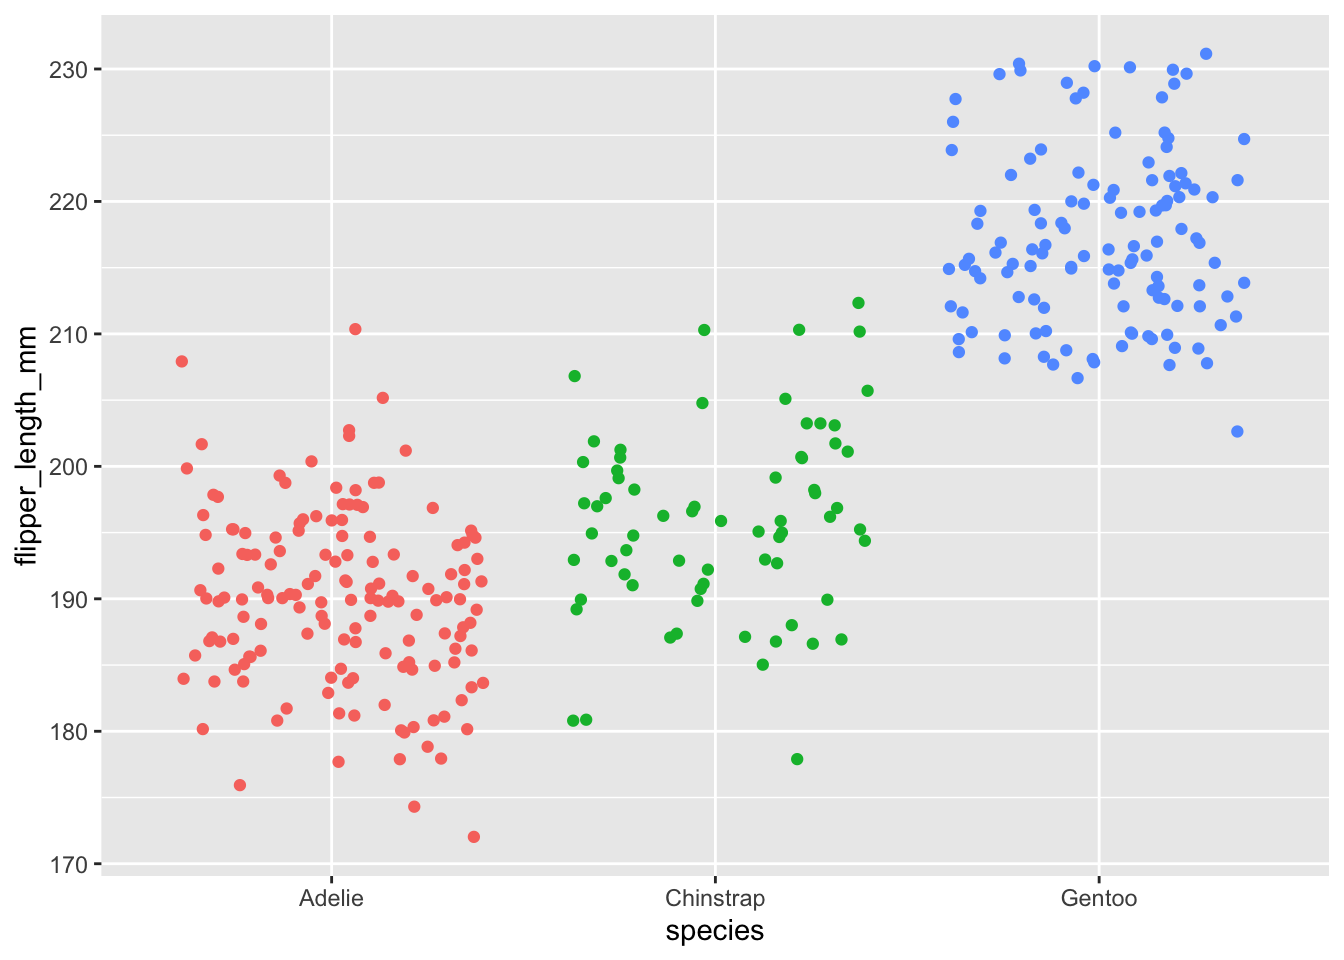 flipper_length_mm
230
220
210
200
190
180
170
Adelie
Chinstrap
Gentoo
species